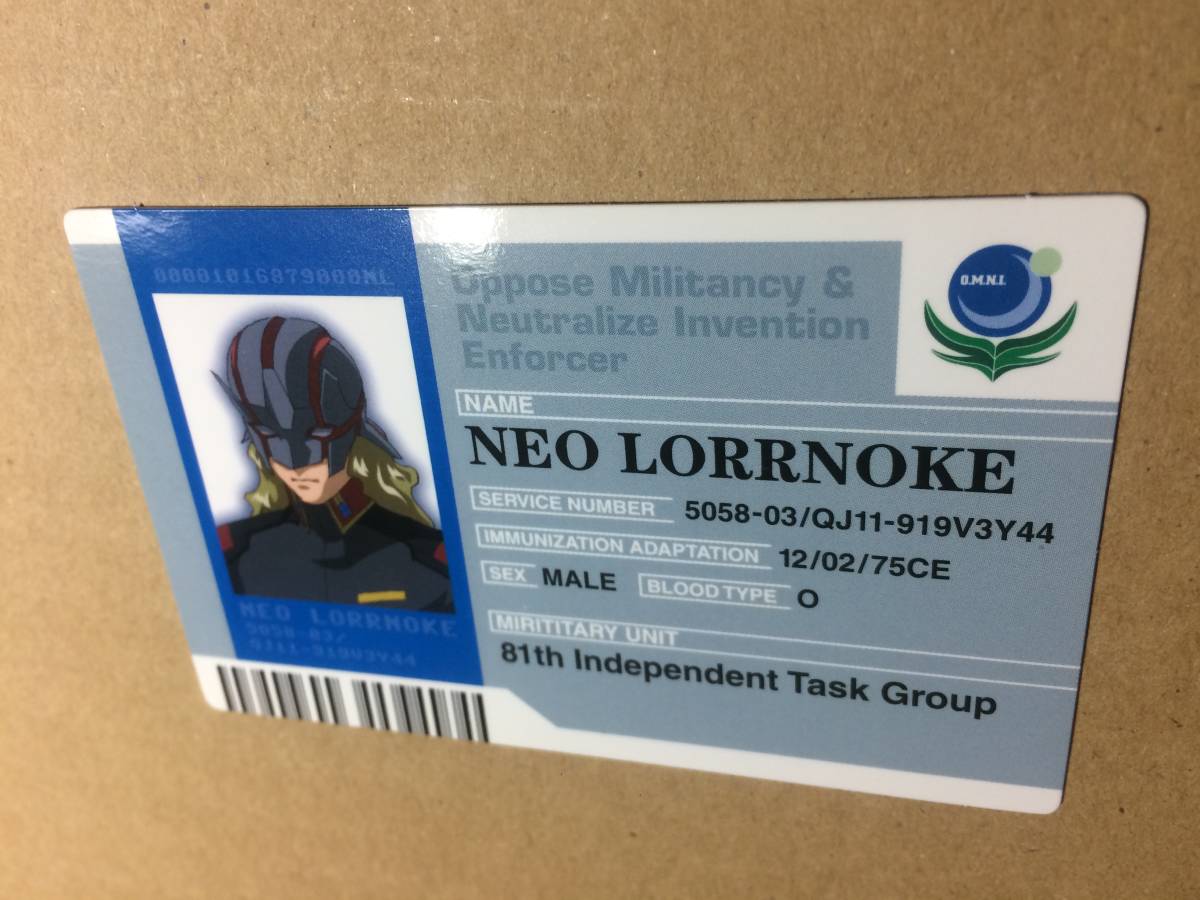 00001016879000NL
Oppose Militancy &
Neutralize Invention
Enforcer
O.M.N.I.
NAME
NEO LORRNOKE
SERVICE NUMBER 5058-03/QJ11-919V3Y44
IMMUNIZATION ADAPTATION 12/02/75CE
SEX MALE BLOOD TYPE O
MIRITITARY UNIT
81th Independent Task Group
NEO LORRNOKE
5058-03/
QJ11-919V3Y44